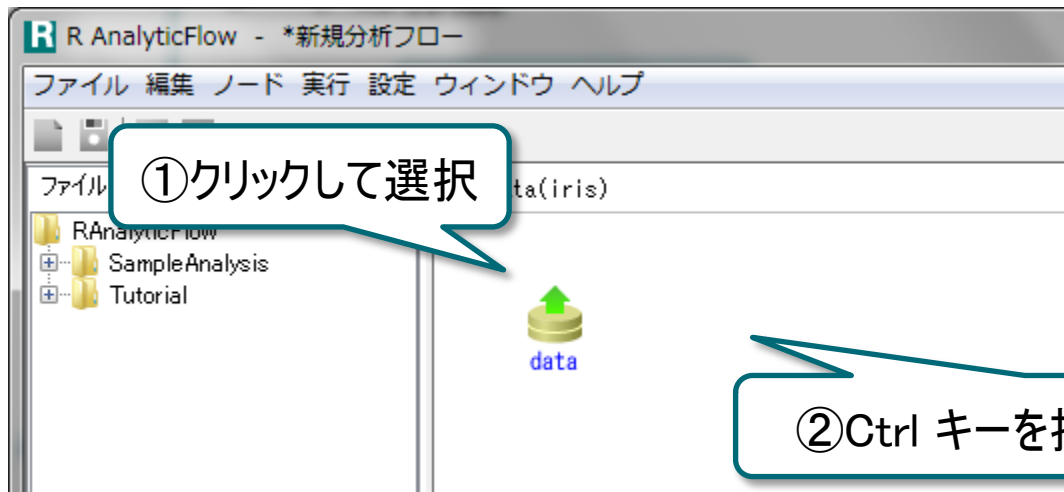 R R AnalyticFlow - *新規分析フロー
ファイル 編集 ノード 実行 設定 ウィンドウ ヘルプ
①クリックして選択
ファイル
ta(iris)
RAnalyticFlow
SampleAnalysis
Tutorial
data
②Ctrl キーを